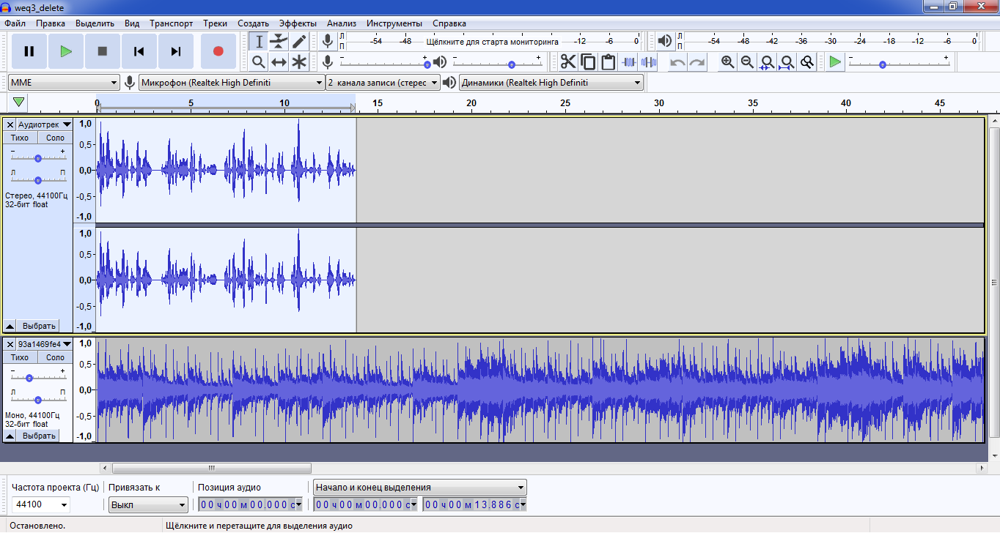 weq3_delete
Файл Правка Выделить Вид Транспорт Треки Создать Эффекты Анализ Инструменты Справка
Л П -54 -48 Щёлкните для старта мониторинга -12 -6 0 Л П -54 -48 -42 -36 -30 -24 -18 -12 -6 0
- + - + - +
MME Микрофон (Realtek High Definiti 2 канала записи (стерес Динамики (Realtek High Definiti
0 5 10 15 20 25 30 35 40 45
Аудиотрек 1,0
Тихо Соло
0,5
- +
Л П 0,0
Стерео, 44100Гц -0,5
32-бит float
-1,0
1,0
0,5
0,0
-0,5
Выбрать -1,0
93a1469fe4 1,0
Тихо Соло
0,5
- +
Л П 0,0
Моно, 44100Гц -0,5
32-бит float
Выбрать -1,0
Частота проекта (Гц) Привязать к Позиция аудио Начало и конец выделения
44100 Выкл 00 ч 00 м 00.000 с 00 ч 00 м 00.000 с 00 ч 00 м 13.886 с
Остановлено. Щёлкните и перетащите для выделения аудио